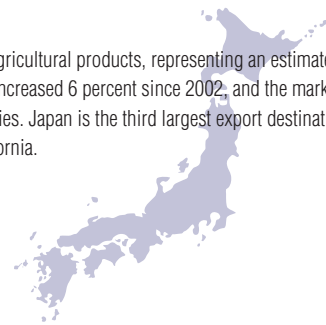 gricultural products, representing an estimate
ncreased 6 percent since 2002, and the mark
ies. Japan is the third largest export destinat
ornia.